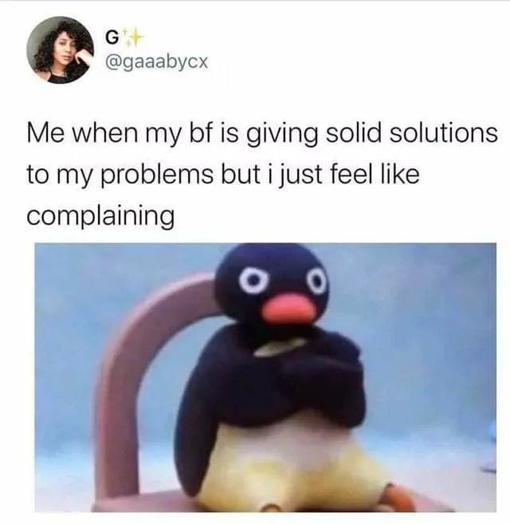 G✨
@gaaabycx
Me when my bf is giving solid solutions
to my problems but i just feel like
complaining